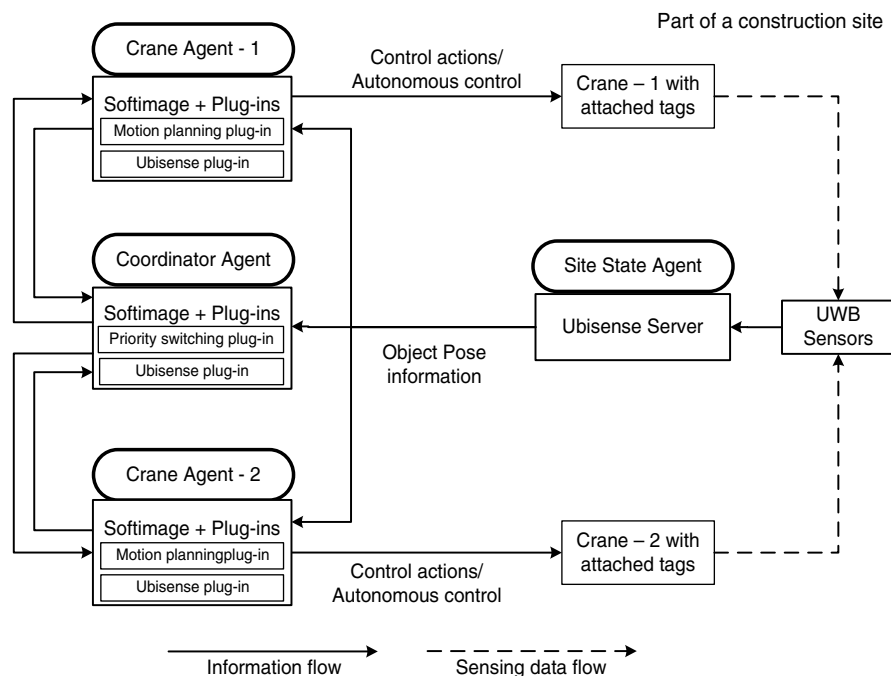 Part of a construction site
Crane Agent - 1
Softimage + Plug-ins
Motion planning plug-in
Ubisense plug-in
Control actions/
Autonomous control
Crane – 1 with
attached tags
Coordinator Agent
Softimage + Plug-ins
Priority switching plug-in
Ubisense plug-in
Object Pose
information
Site State Agent
Ubisense Server
UWB
Sensors
Crane Agent - 2
Softimage + Plug-ins
Motion planningplug-in
Ubisense plug-in
Control actions/
Autonomous control
Crane – 2 with
attached tags
Information flow
Sensing data flow